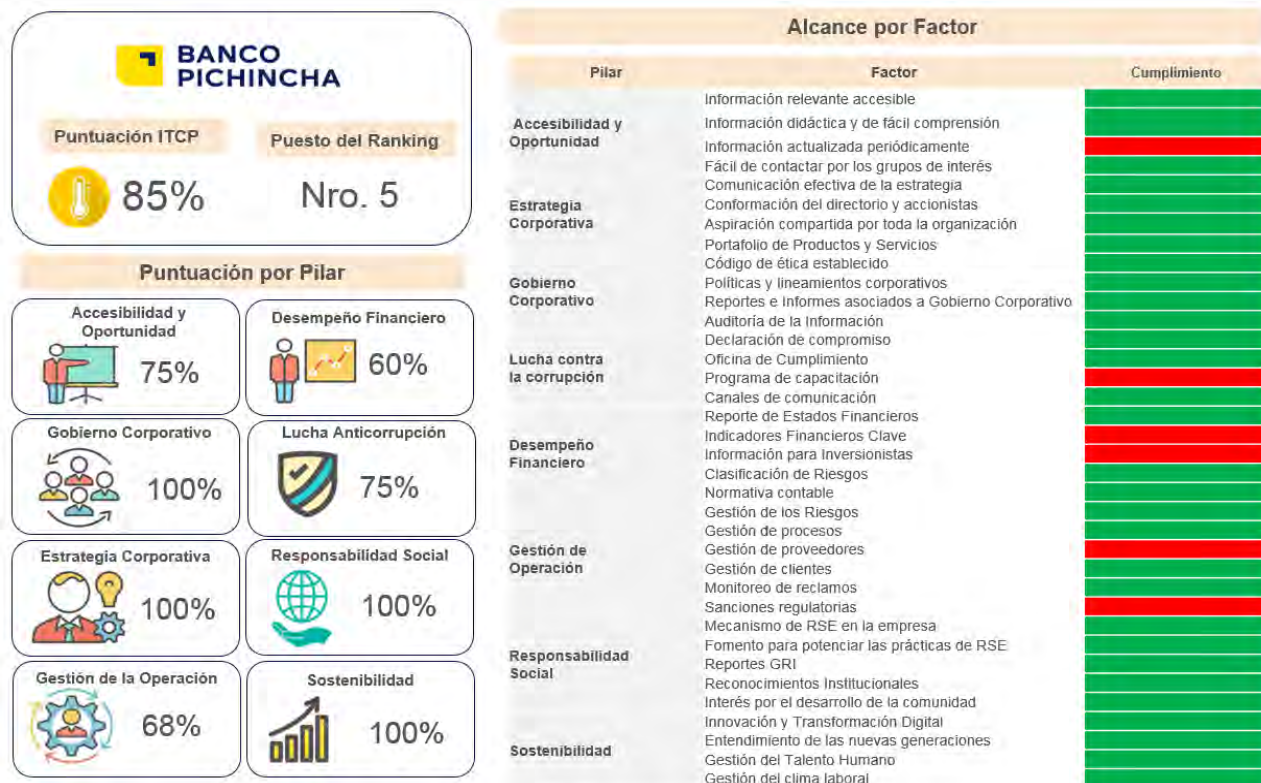 BANCO
PICHINCHA
Puntuación ITCP
Puesto del Ranking
85%
Nro. 5
Puntuación por Pilar
Accesibilidad y
Oportunidad
75%
Desempeño Financiero
60%
Gobierno Corporativo
100%
Lucha Anticorrupción
75%
Estrategia Corporativa
100%
Responsabilidad Social
100%
Gestión de la Operación
68%
Sostenibilidad
100%
Alcance por Factor
Pilar
Factor
Cumplimiento
Accesibilidad y
Oportunidad
Información relevante accesible
Información didáctica y de fácil comprensión
Información actualizada periódicamente
Fácil de contactar por los grupos de interés
Estrategia
Corporativa
Comunicación efectiva de la estrategia
Conformación del directorio y accionistas
Aspiración compartida por toda la organización
Portafolio de Productos y Servicios
Gobierno
Corporativo
Código de ética establecido
Políticas y lineamientos corporativos
Reportes e Informes asociados a Gobierno Corporativo
Auditoría de la Información
Lucha contra
la corrupción
Declaración de compromiso
Oficina de Cumplimiento
Programa de capacitación
Canales de comunicación
Desempeño
Financiero
Reporte de Estados Financieros
Indicadores Financieros Clave
Información para Inversionistas
Clasificación de Riesgos
Normativa contable
Gestión de
Operación
Gestión de los Riesgos
Gestión de procesos
Gestión de proveedores
Gestión de clientes
Monitoreo de reclamos
Sanciones regulatorias
Responsabilidad
Social
Mecanismo de RSE en la empresa
Fomento para potenciar las prácticas de RSE
Reportes GRI
Reconocimientos Institucionales
Interés por el desarrollo de la comunidad
Sostenibilidad
Innovación y Transformación Digital
Entendimiento de las nuevas generaciones
Gestión del Talento Humano
Gestión del clima laboral